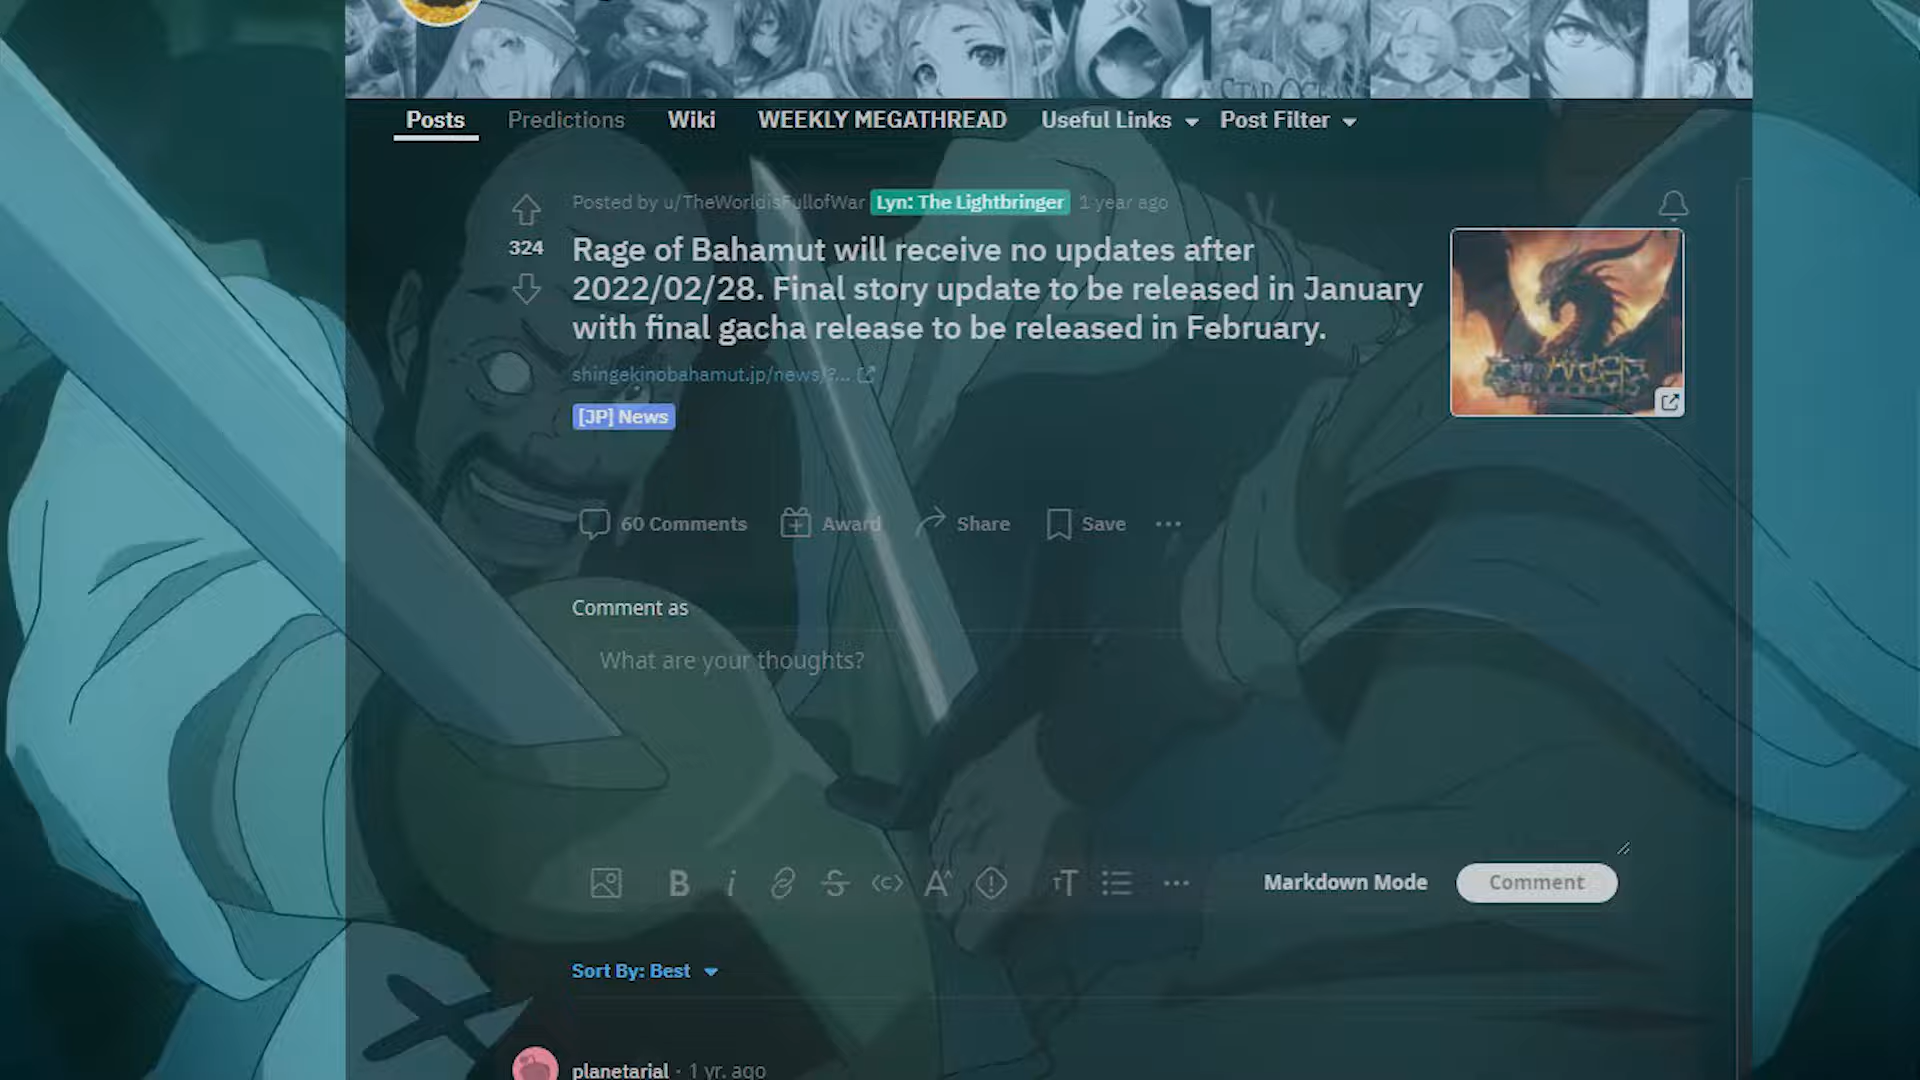 STAR OCEAN
Posts Predictions Wiki WEEKLY MEGATHREAD Useful Links Post Filter
Posted by u/TheWorldisFullofWar Lyn: The Lightbringer 1 year ago
324
Rage of Bahamut will receive no updates after
2022/02/28. Final story update to be released in January
with final gacha release to be released in February.
shingekinobahamut.jp/news/?...
[JP] News
60 Comments Award Share Save
Comment as
What are your thoughts?
Markdown Mode Comment
Sort By: Best
planetarial · 1 yr. ago